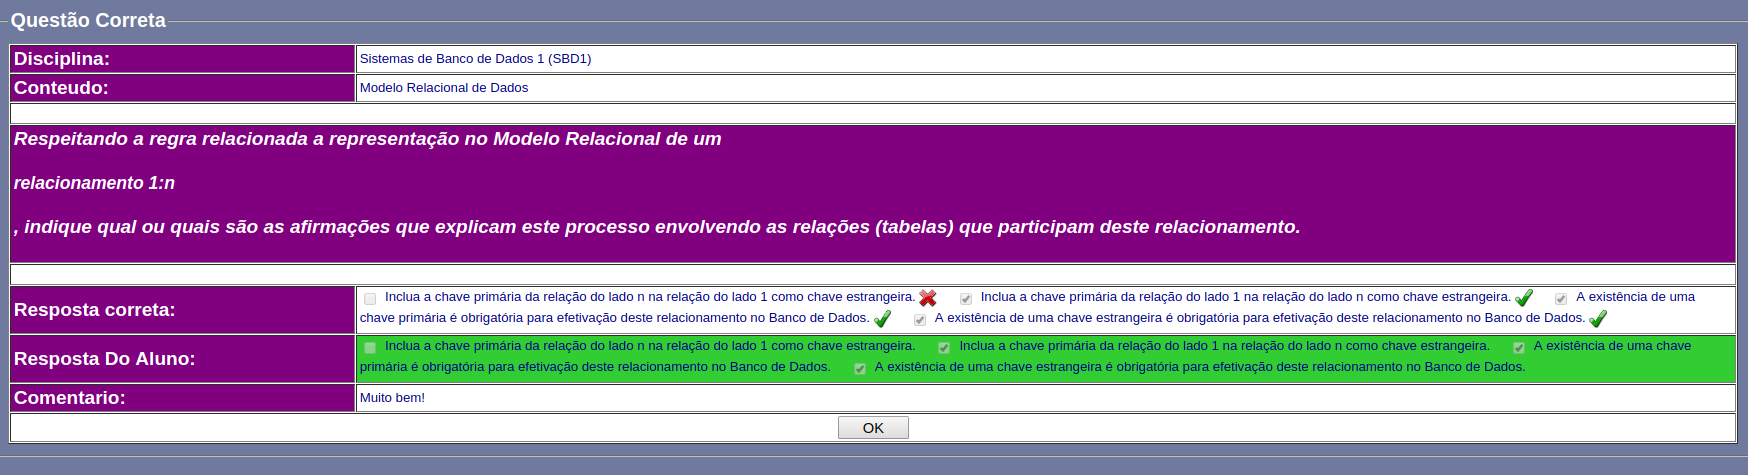 Questão Correta
Disciplina:
Sistemas de Banco de Dados 1 (SBD1)
Conteudo:
Modelo Relacional de Dados
Respeitando a regra relacionada a representação no Modelo Relacional de um
relacionamento 1:n
, indique qual ou quais são as afirmações que explicam este processo envolvendo as relações (tabelas) que participam deste relacionamento.
Resposta correta:
Inclua a chave primária da relação do lado n na relação do lado 1 como chave estrangeira. Inclua a chave primária da relação do lado 1 na relação do lado n como chave estrangeira. A existência de uma
chave primária é obrigatória para efetivação deste relacionamento no Banco de Dados. A existência de uma chave estrangeira é obrigatória para efetivação deste relacionamento no Banco de Dados.
Resposta Do Aluno:
Inclua a chave primária da relação do lado n na relação do lado 1 como chave estrangeira. Inclua a chave primária da relação do lado 1 na relação do lado n como chave estrangeira. A existência de uma chave
primária é obrigatória para efetivação deste relacionamento no Banco de Dados. A existência de uma chave estrangeira é obrigatória para efetivação deste relacionamento no Banco de Dados.
Comentario:
Muito bem!
OK